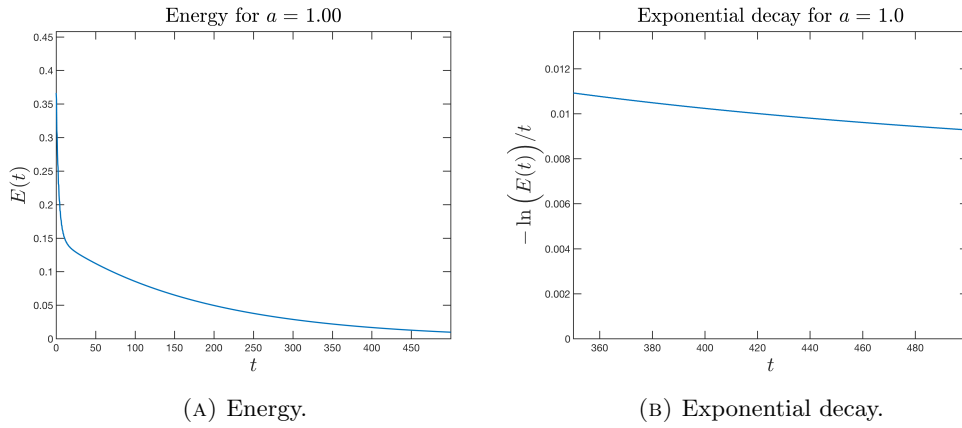 Energy for a = 1.00
0.45
0.4
0.35
0.3
0.25
0.2
0.15
0.1
0.05
0
E(t)
0 50 100 150 200 250 300 350 400 450
t
(A) Energy.
Exponential decay for a = 1.0
0.012
0.01
0.008
0.006
0.004
0.002
0
− ln (E(t))/t
360 380 400 420 440 460 480
t
(B) Exponential decay.